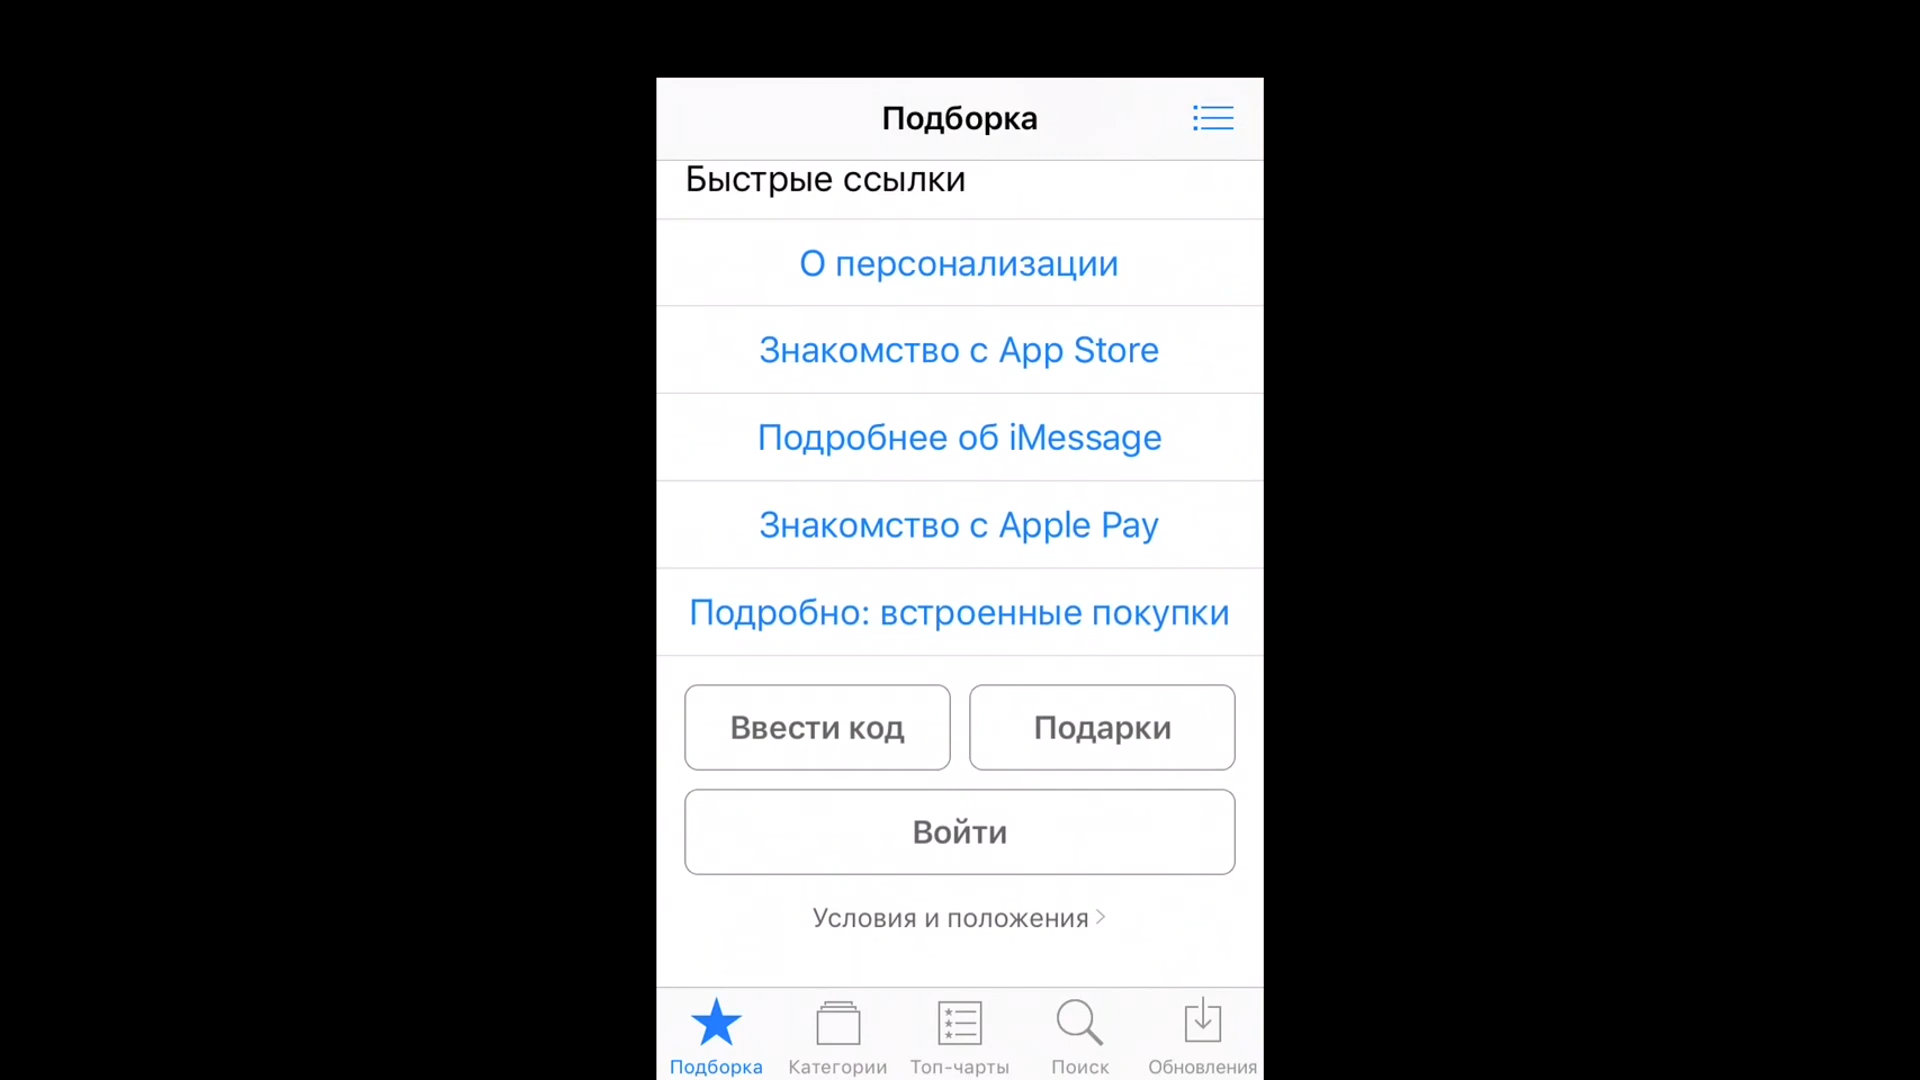 Подборка
Быстрые ссылки
О персонализации
Знакомство с App Store
Подробнее об iMessage
Знакомство с Apple Pay
Подробно: встроенные покупки
Ввести код
Подарки
Войти
Условия и положения
Подборка
Категории
Топ-чарты
Поиск
Обновления